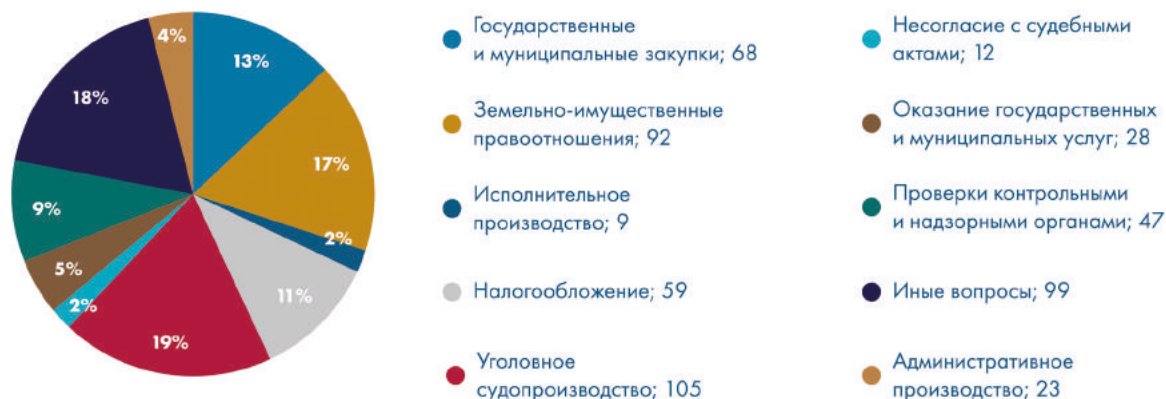 4%
13%
18%
17%
9%
2%
5%
2%
11%
19%
Государственные
и муниципальные закупки; 68
Земельно-имущественные
правоотношения; 92
Исполнительное
производство; 9
Налогообложение; 59
Уголовное
судопроизводство; 105
Несогласие с судебными
актами; 12
Оказание государственных
и муниципальных услуг; 28
Проверки контрольными
и надзорными органами; 47
Иные вопросы; 99
Административное
производство; 23